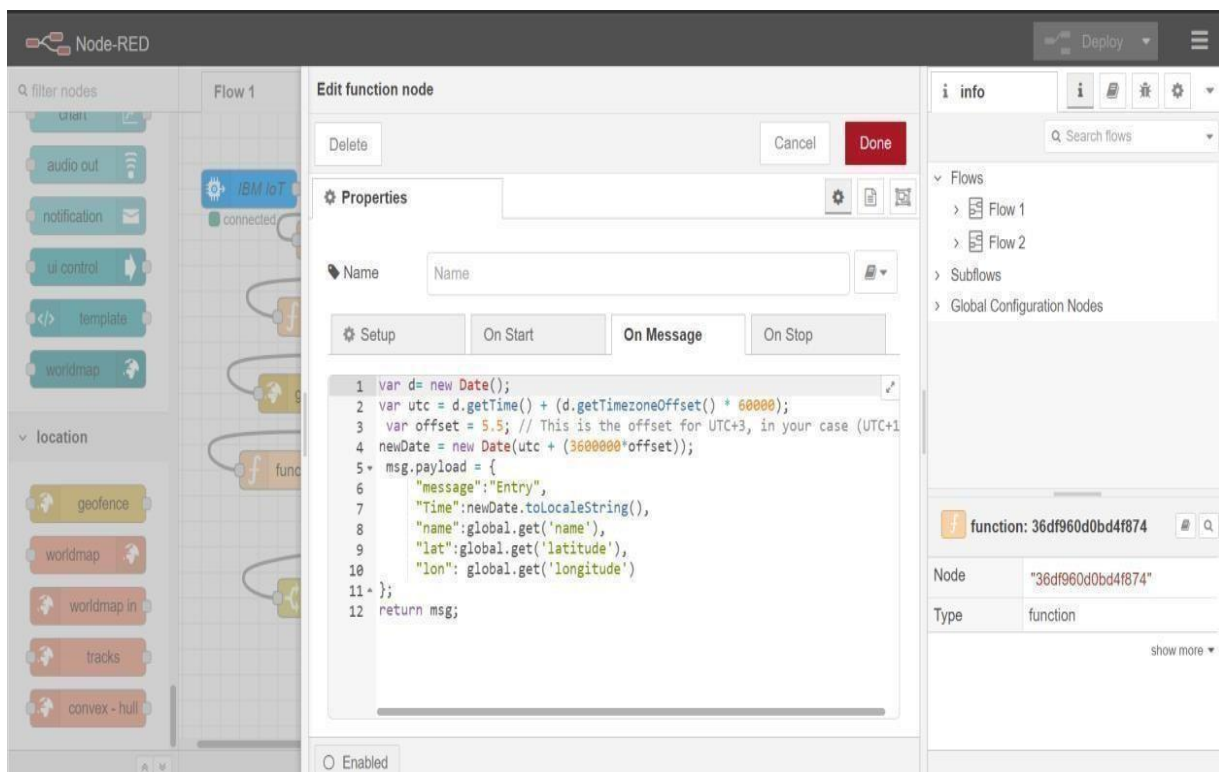 Node-RED
Deploy
filter nodes
chart
audio out
notification
ui control
template
worldmap
location
geofence
worldmap
worldmap in
tracks
convex - hull
Flow 1
IBM IoT
connected
g
func
Edit function node
Delete
Cancel
Done
Properties
Name
Name
Setup
On Start
On Message
On Stop
1 var d= new Date();
2 var utc = d.getTime() + (d.getTimezoneOffset() * 60000);
3 var offset = 5.5; // This is the offset for UTC+3, in your case (UTC+1
4 newDate = new Date(utc + (3600000*offset));
5 msg.payload = {
6 "message":"Entry",
7 "Time":newDate.toLocaleString(),
8 "name":global.get('name'),
9 "lat":global.get('latitude'),
10 "lon": global.get('longitude')
11 };
12 return msg;
Enabled
i info
i
Search flows
Flows
Flow 1
Flow 2
Subflows
Global Configuration Nodes
function: 36df960d0bd4f874
Node "36df960d0bd4f874"
Type function
show more